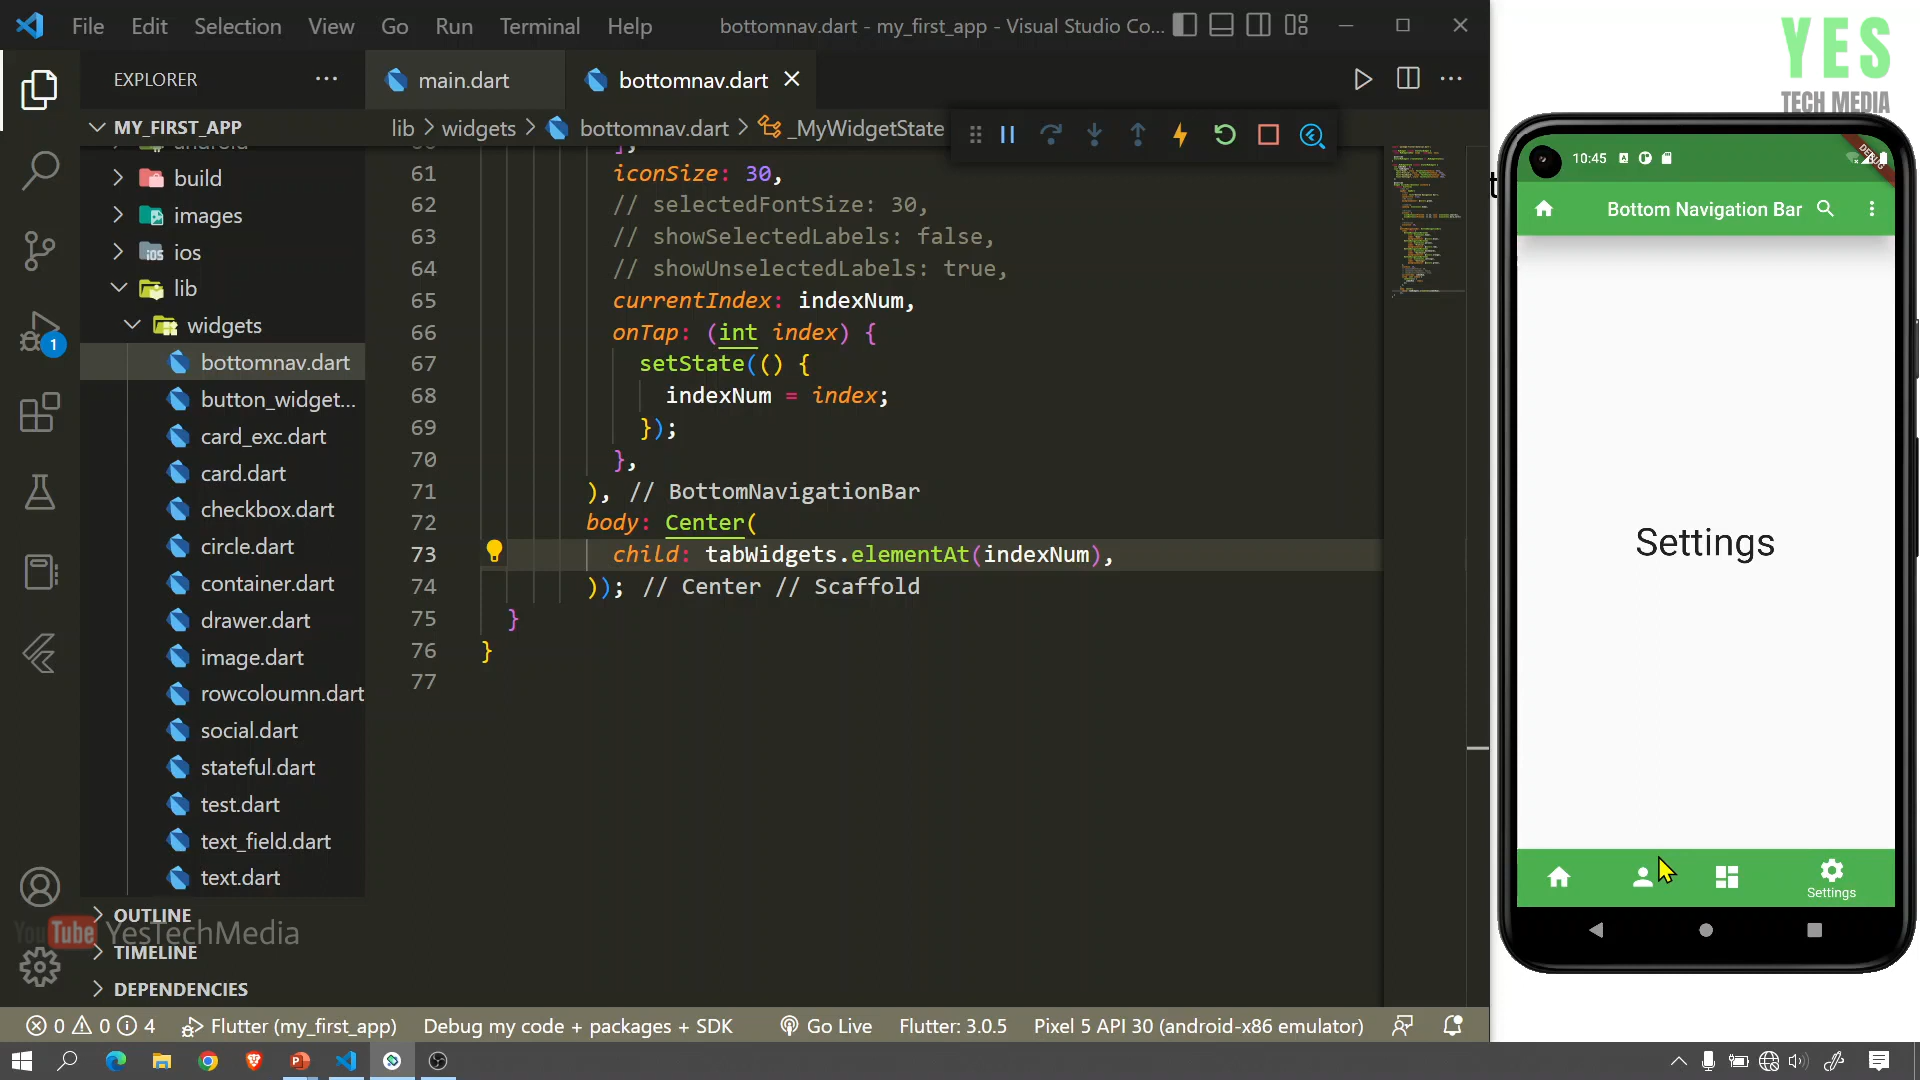 File Edit Selection View Go Run Terminal Help bottomnav.dart - my_first_app - Visual Studio Co...
EXPLORER
main.dart
bottomnav.dart
MY_FIRST_APP
android
build
images
ios
lib
widgets
bottomnav.dart
button_widget...
card_exc.dart
card.dart
checkbox.dart
circle.dart
container.dart
drawer.dart
image.dart
rowcoloumn.dart
social.dart
stateful.dart
test.dart
text_field.dart
text.dart
OUTLINE
TIMELINE
DEPENDENCIES
YouTube YesTechMedia
1
lib > widgets > bottomnav.dart > _MyWidgetState
60 ],
61 iconSize: 30,
62 // selectedFontSize: 30,
63 // showSelectedLabels: false,
64 // showUnselectedLabels: true,
65 currentIndex: indexNum,
66 onTap: (int index) {
67 setState(() {
68 indexNum = index;
69 });
70 },
71 ), // BottomNavigationBar
72 body: Center(
73 child: tabWidgets.elementAt(indexNum),
74 )); // Center // Scaffold
75 }
76 }
77
YES
TECH MEDIA
10:45
DEBUG
Bottom Navigation Bar
Settings
Settings
0 0 4 Flutter (my_first_app) Debug my code + packages + SDK Go Live Flutter: 3.0.5 Pixel 5 API 30 (android-x86 emulator)